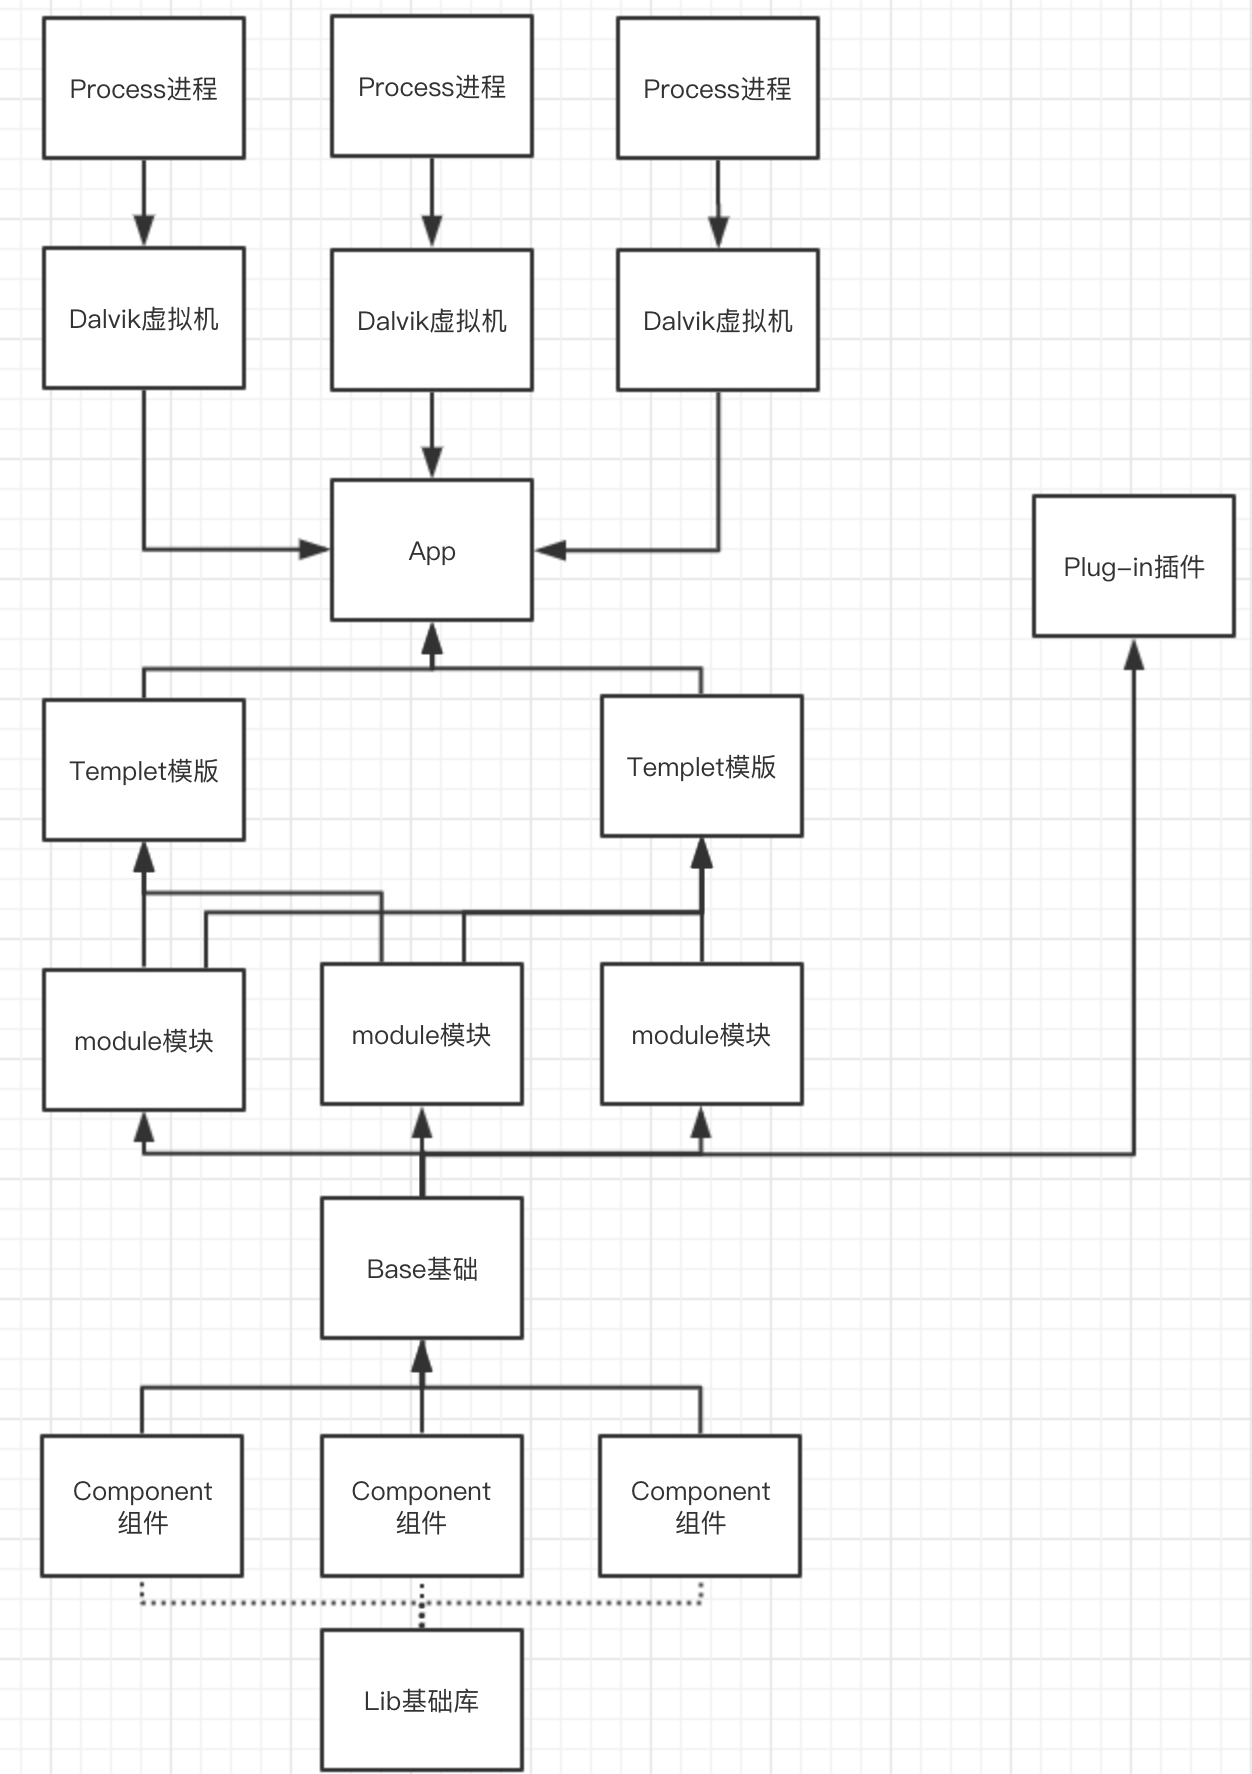 Process进程
Process进程
Process进程
Dalvik虚拟机
Dalvik虚拟机
Dalvik虚拟机
App
Plug-in插件
Templet模版
Templet模版
module模块
module模块
module模块
Base基础
Component
组件
Component
组件
Component
组件
Lib基础库